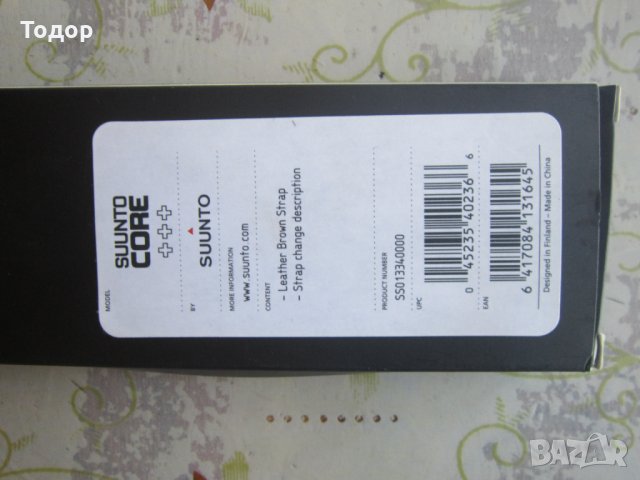 Тодор
MODEL
SUUNTO
CORE
+++
BY
SUUNTO
MORE INFORMATION
www.suunto.com
CONTENT
- Leather Brown Strap
- Strap change description
PRODUCT NUMBER
SS013340000
UPC
0 45235 40236 6
EAN
6 417084 131645
Designed in Finland - Made in China
BAZAR